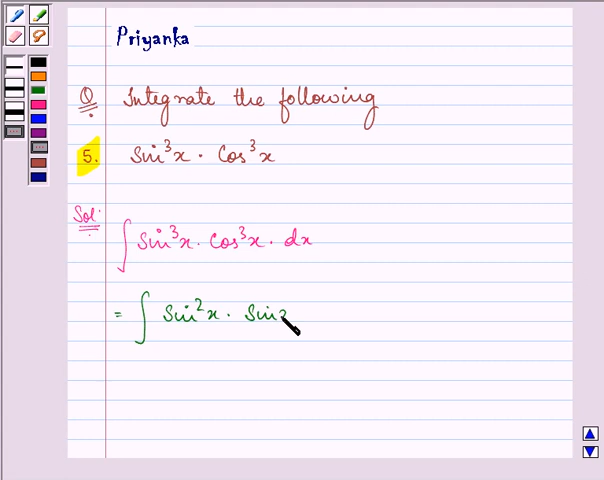 Priyanka
Q Integrate the following
5. Sin³x · Cos³x
Sol:
∫ Sin³x · Cos³x · dx
= ∫ Sin²x · Sin